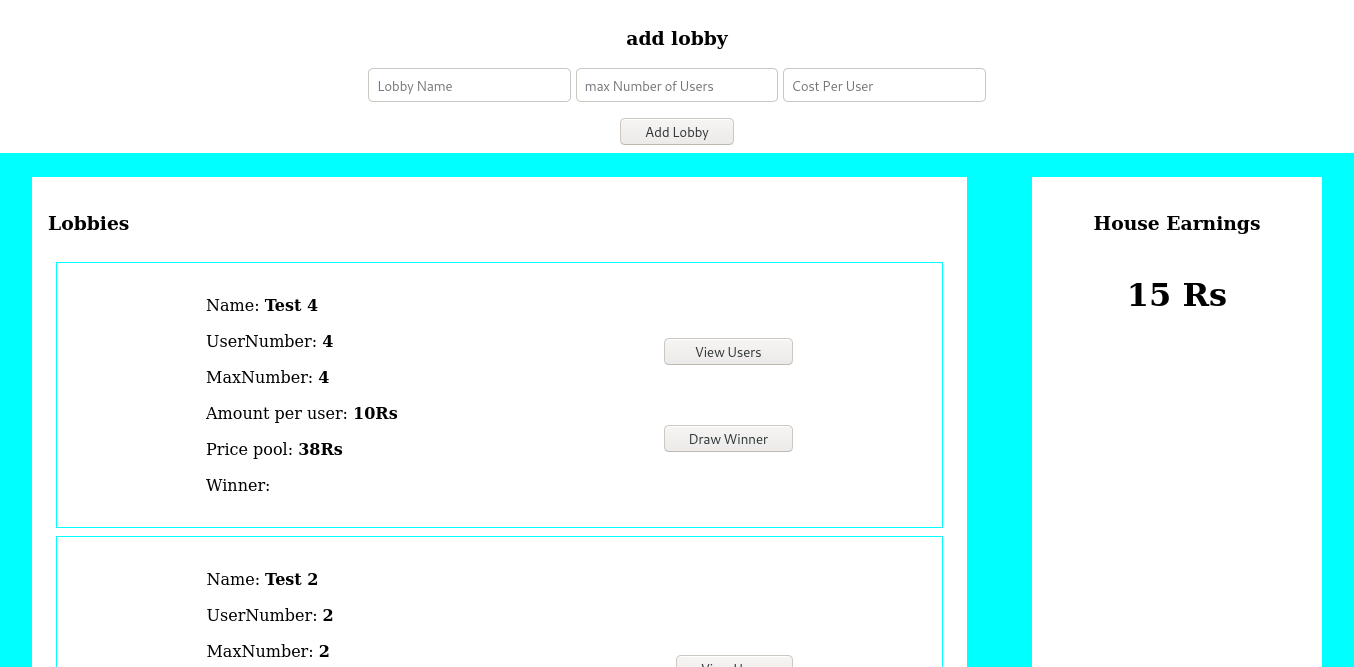 add lobby
Lobby Name
max Number of Users
Cost Per User
Add Lobby
Lobbies
Name: Test 4
UserNumber: 4
MaxNumber: 4
Amount per user: 10Rs
Price pool: 38Rs
Winner:
View Users
Draw Winner
Name: Test 2
UserNumber: 2
MaxNumber: 2
House Earnings
15 Rs